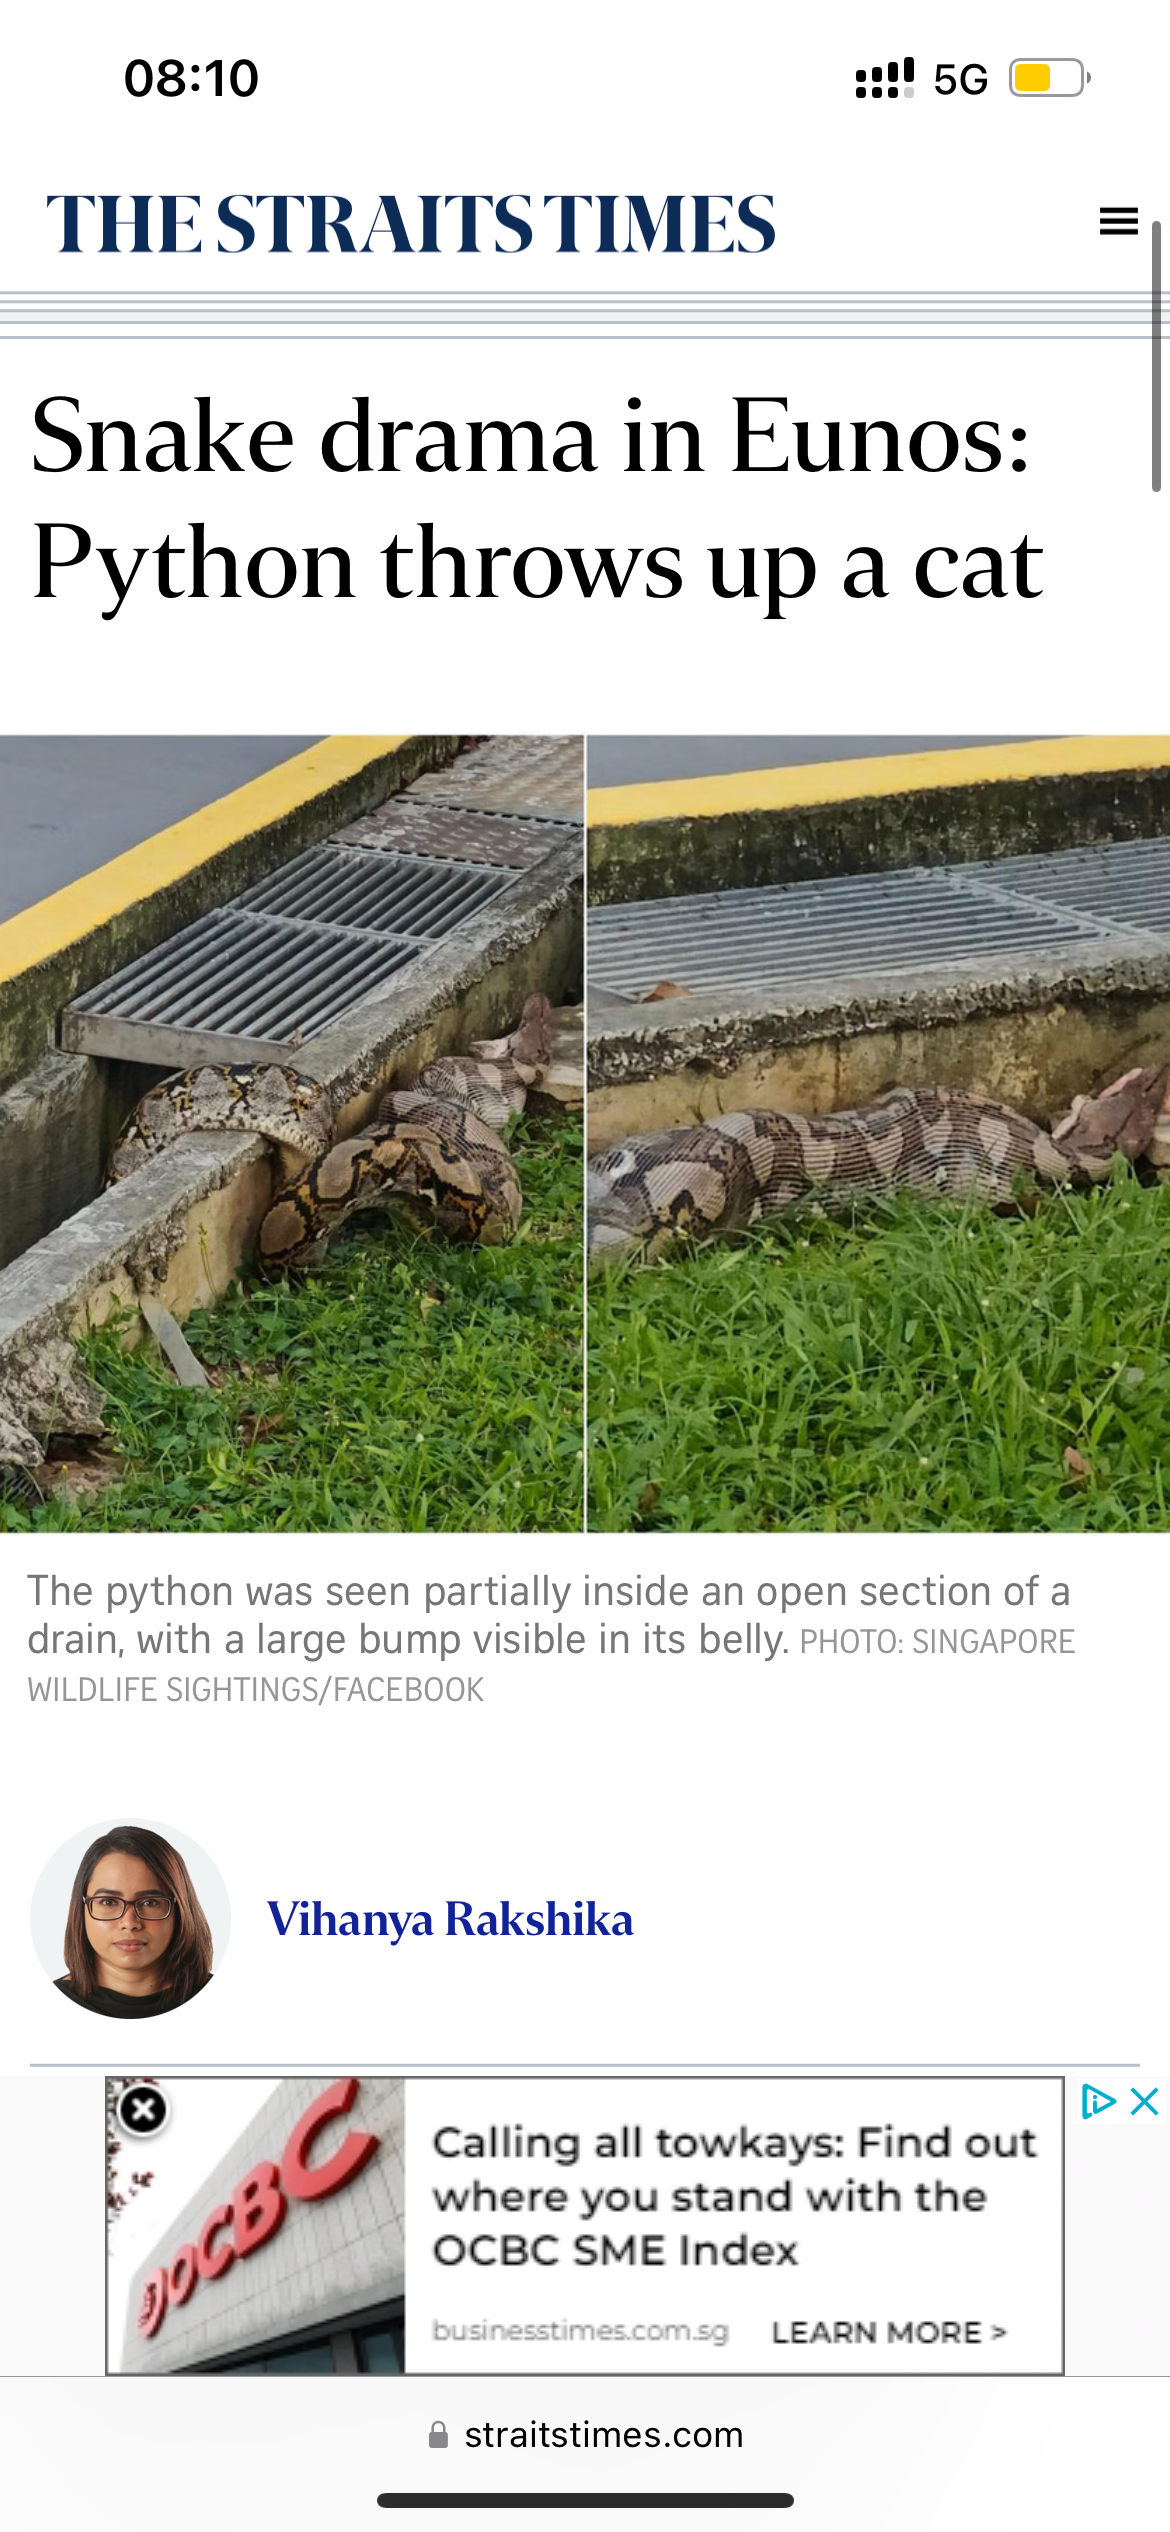 08:10
5G
THE STRAITS TIMES
Snake drama in Eunos:
Python throws up a cat
The python was seen partially inside an open section of a
drain, with a large bump visible in its belly. PHOTO: SINGAPORE
WILDLIFE SIGHTINGS/FACEBOOK
Vihanya Rakshika
OCBC
Calling all towkays: Find out
where you stand with the
OCBC SME Index
businesstimes.com.sg LEARN MORE >
straitstimes.com